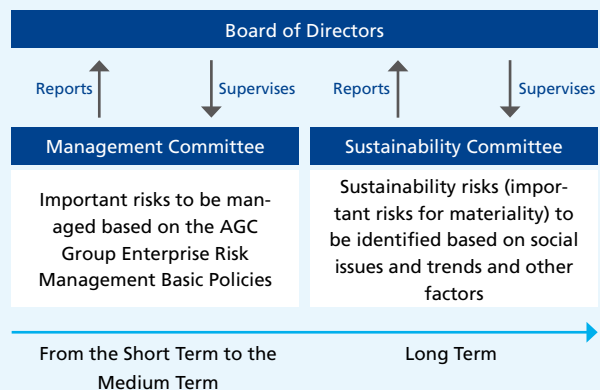 Board of Directors
Reports
Supervises
Reports
Supervises
Management Committee
Sustainability Committee
Important risks to be man-
aged based on the AGC
Group Enterprise Risk
Management Basic Policies
Sustainability risks (impor-
tant risks for materiality) to
be identified based on social
issues and trends and other
factors
From the Short Term to the
Medium Term
Long Term